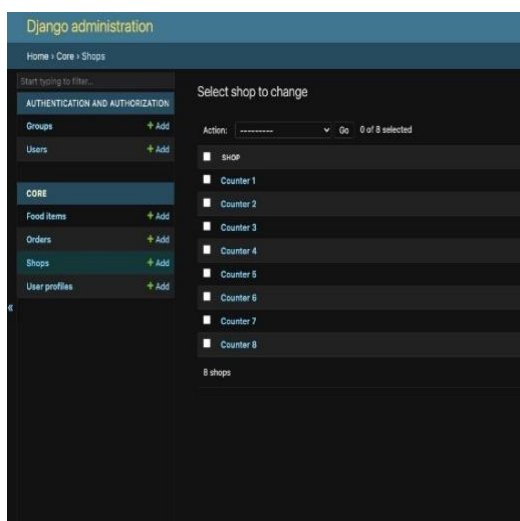 Django administration
Home › Core › Shops
Start typing to filter...
AUTHENTICATION AND AUTHORIZATION
Groups + Add
Users + Add
CORE
Food items + Add
Orders + Add
Shops + Add
User profiles + Add
«
Select shop to change
Action: --------- Go 0 of 8 selected
SHOP
Counter 1
Counter 2
Counter 3
Counter 4
Counter 5
Counter 6
Counter 7
Counter 8
8 shops